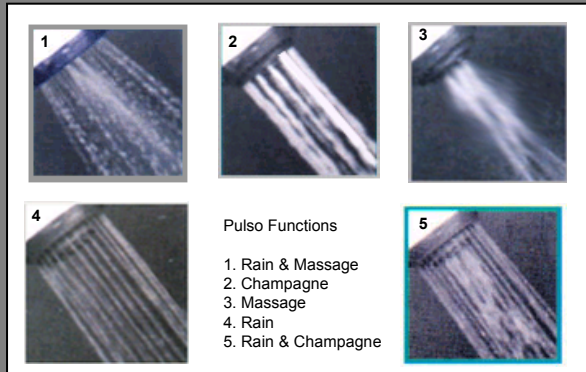 1
2
3
4
Pulso Functions
1. Rain & Massage
2. Champagne
3. Massage
4. Rain
5. Rain & Champagne
5